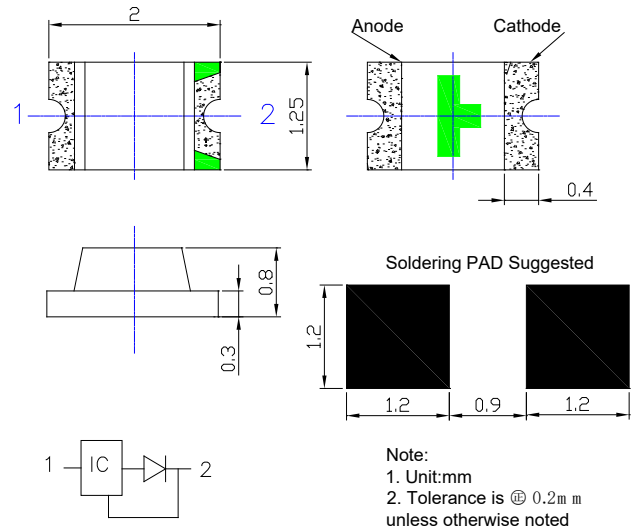 2
Anode Cathode
1 2 1.25
0.4
0.8
0.3
Soldering PAD Suggested
1.2
1.2 0.9 1.2
1 IC 2
Note:
1. Unit:mm
2. Tolerance is ㊣ 0.2m m
unless otherwise noted